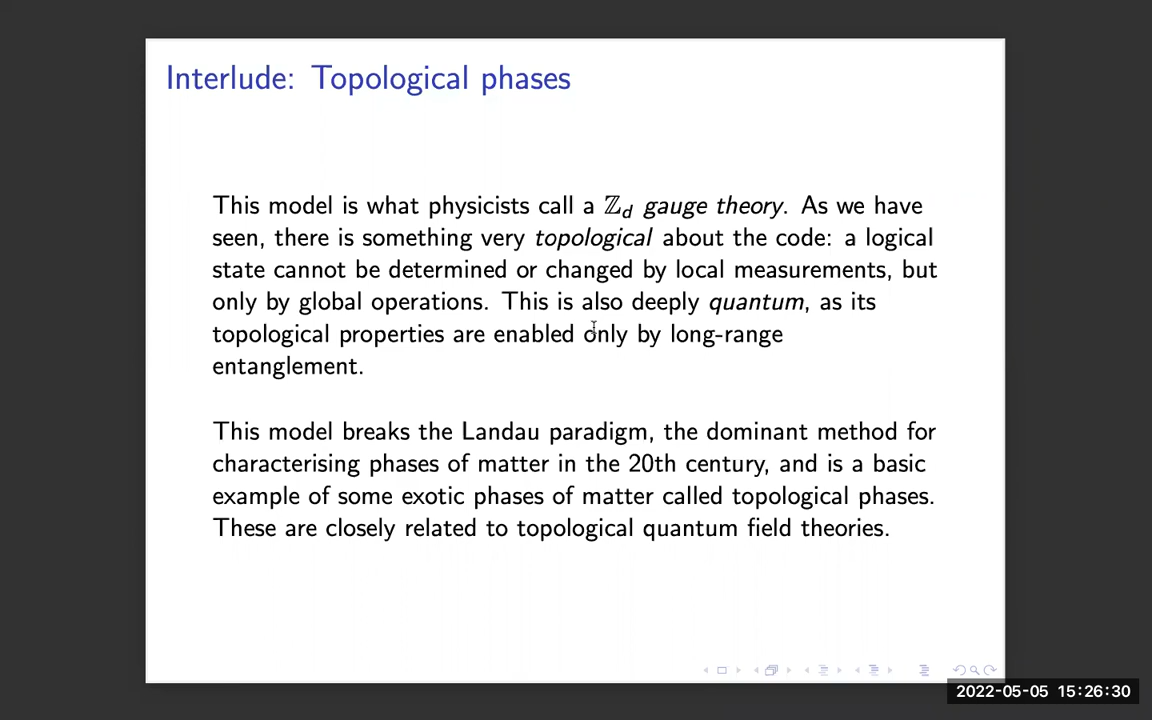 Interlude: Topological phases
This model is what physicists call a ℤd gauge theory. As we have
seen, there is something very topological about the code: a logical
state cannot be determined or changed by local measurements, but
only by global operations. This is also deeply quantum, as its
topological properties are enabled only by long-range
entanglement.
This model breaks the Landau paradigm, the dominant method for
characterising phases of matter in the 20th century, and is a basic
example of some exotic phases of matter called topological phases.
These are closely related to topological quantum field theories.
2022-05-05 15:26:30